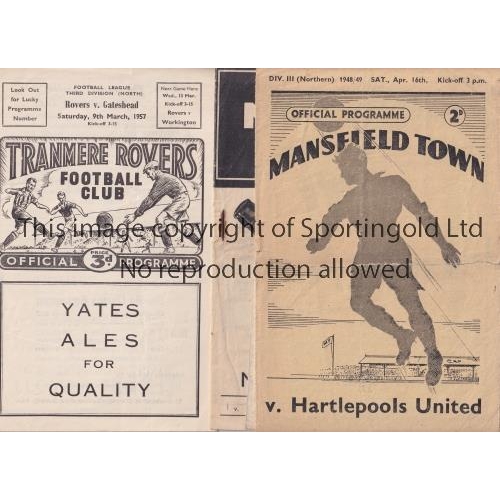 Look Out
for Lucky
Programme
Number
FOOTBALL LEAGUE
THIRD DIVISION (NORTH)
Rovers v. Gateshead
Saturday, 9th March, 1957
Kick-off 3-15
Next Game Here
Wed., 13 Mar.
Kick-off 3-15
Rovers v
Workington
TRANMERE ROVERS
FOOTBALL
CLUB
OFFICIAL PRICE 3d PROGRAMME
YATES
ALES
FOR
QUALITY
DIV. III (Northern) 1948/49 SAT., Apr. 16th. Kick-off 3 p.m.
OFFICIAL PROGRAMME 2D
MANSFIELD TOWN
v. Hartlepools United
This image copyright of Sportingold Limited
No reproduction allowed